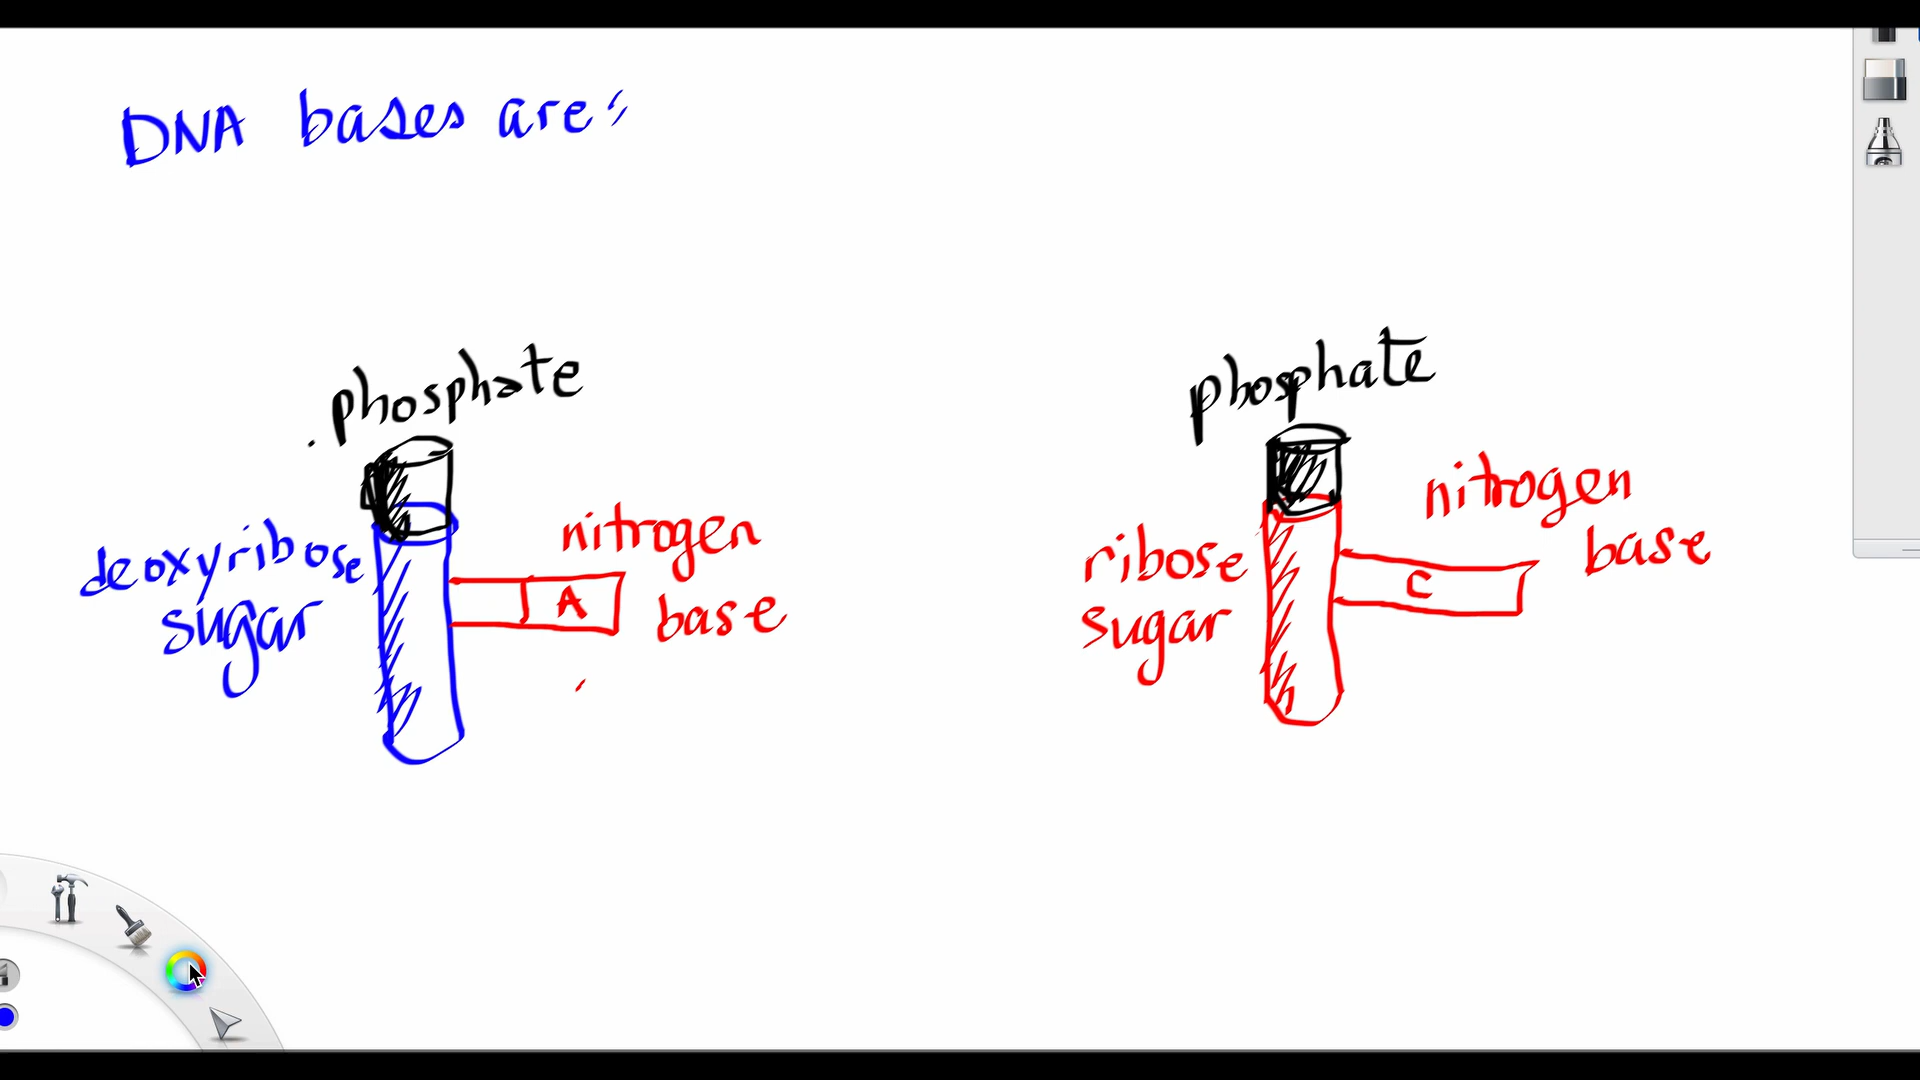 DNA bases are:
phosphate
deoxyribose
sugar
A
nitrogen
base
phosphate
ribose
sugar
C
nitrogen
base